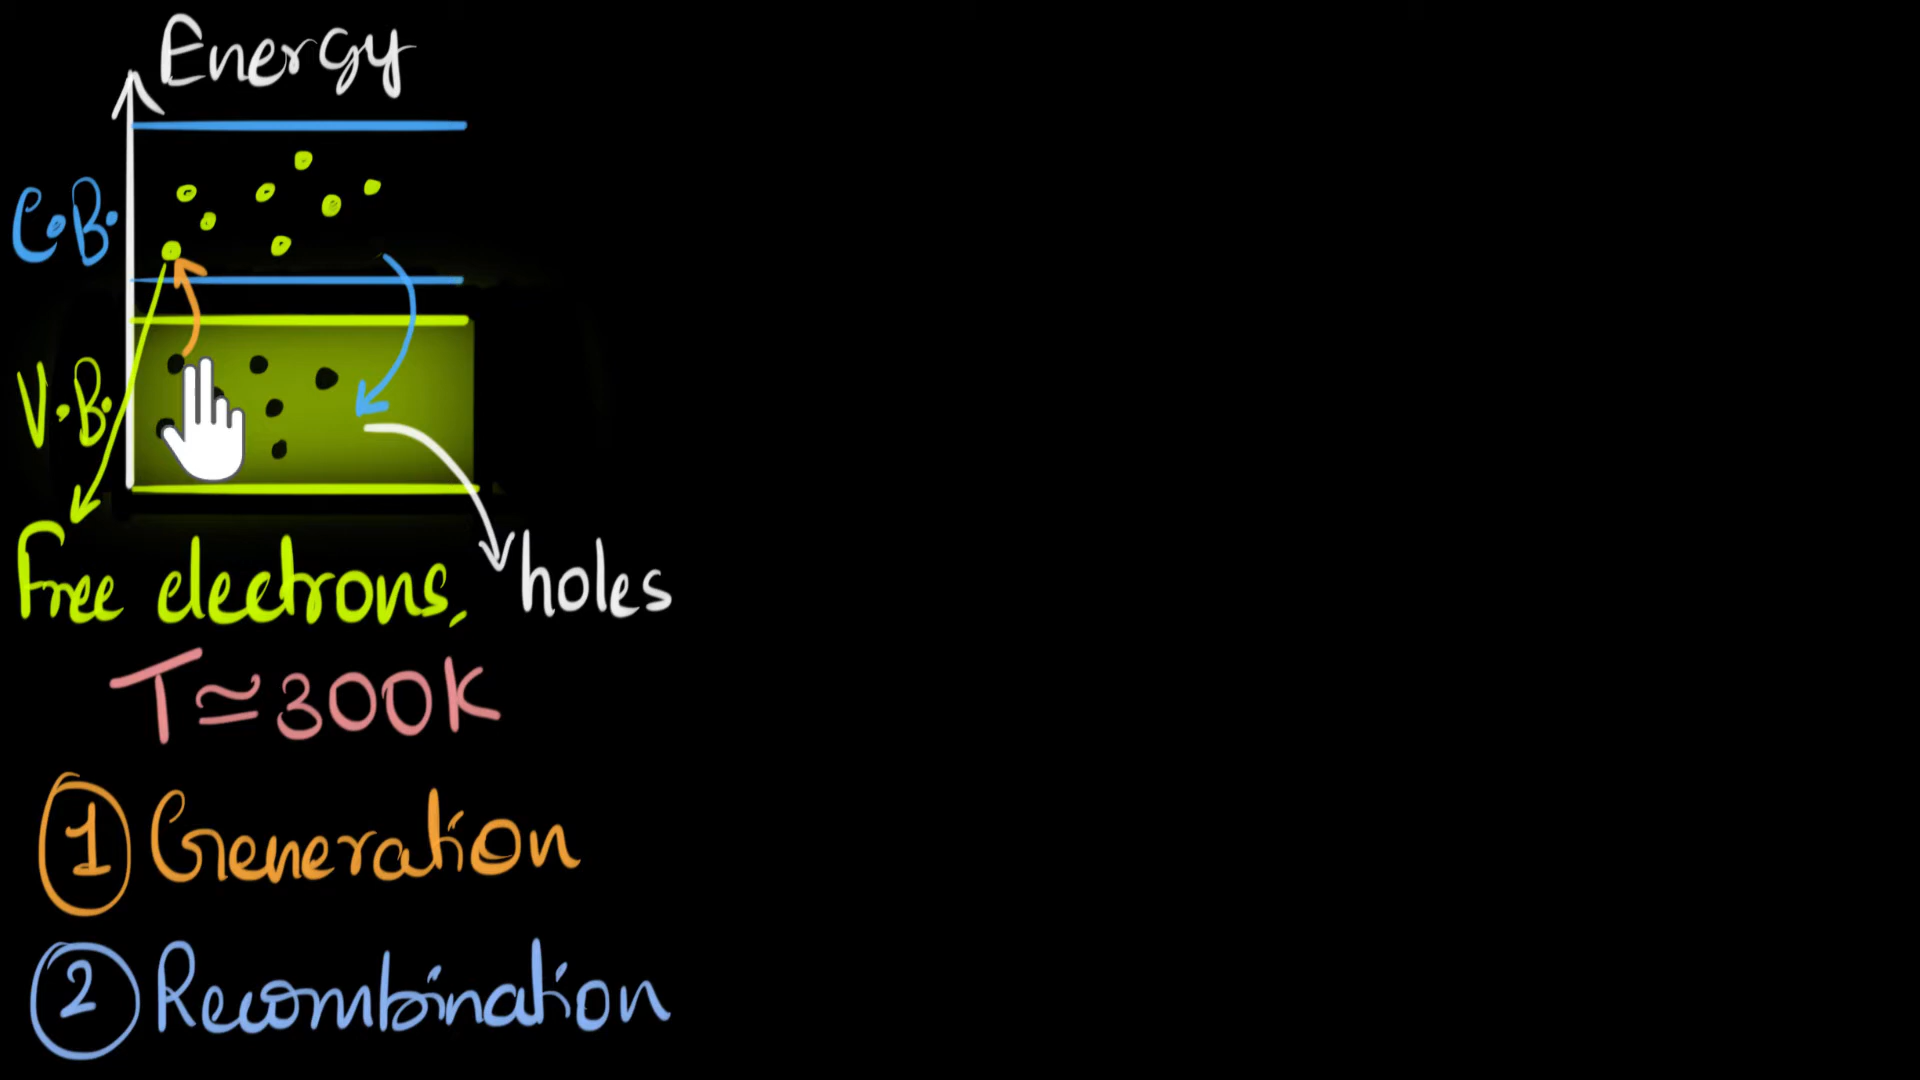 Energy
C.B.
V.B.
Free electrons, holes
T≃300K
1 Generation
2 Recombination